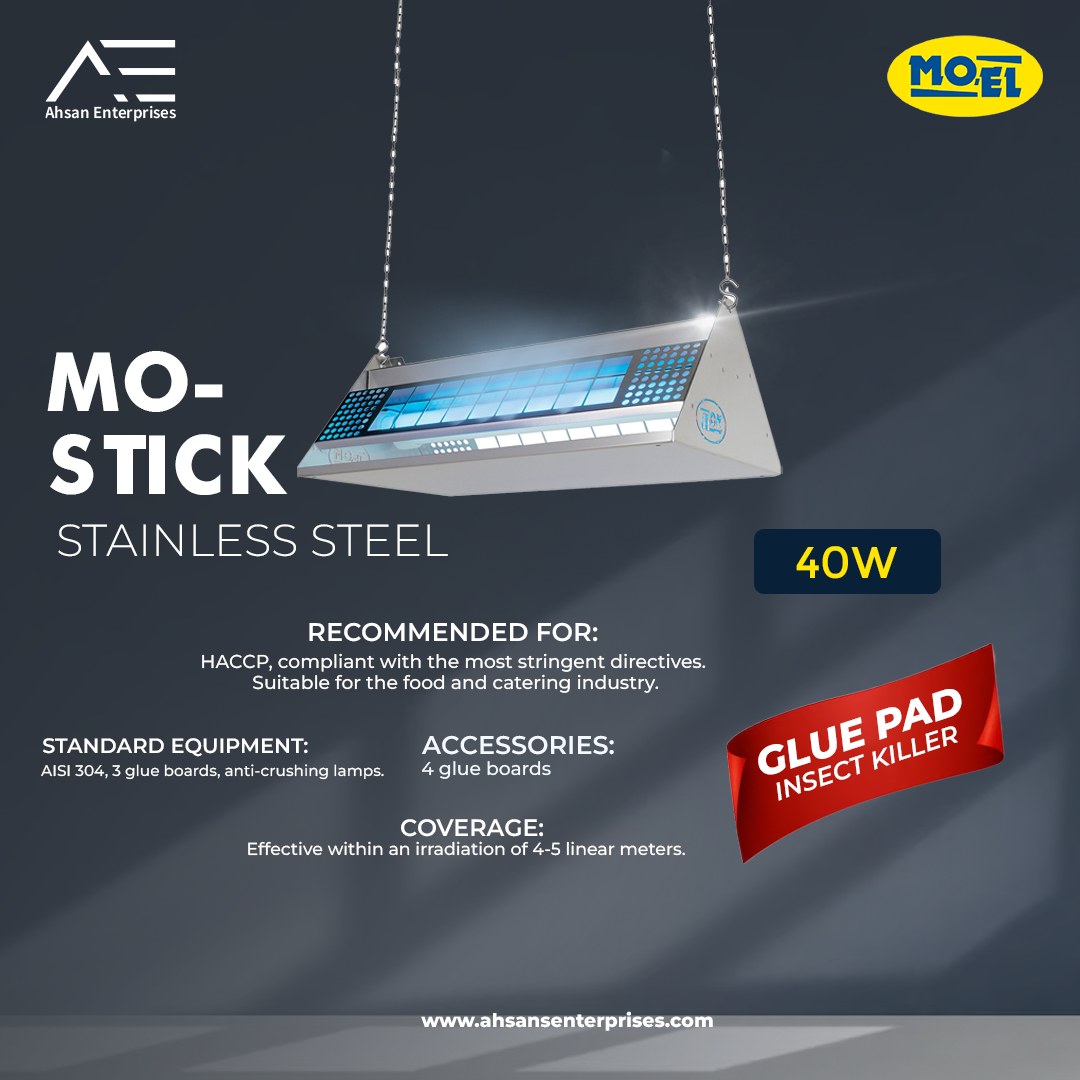 AE
Ahsan Enterprises
MO-EL
MO-
STICK
STAINLESS STEEL
40W
RECOMMENDED FOR:
HACCP, compliant with the most stringent directives.
Suitable for the food and catering industry.
STANDARD EQUIPMENT:
AISI 304, 3 glue boards, anti-crushing lamps.
ACCESSORIES:
4 glue boards
GLUE PAD
INSECT KILLER
COVERAGE:
Effective within an irradiation of 4-5 linear meters.
www.ahsansenterprises.com